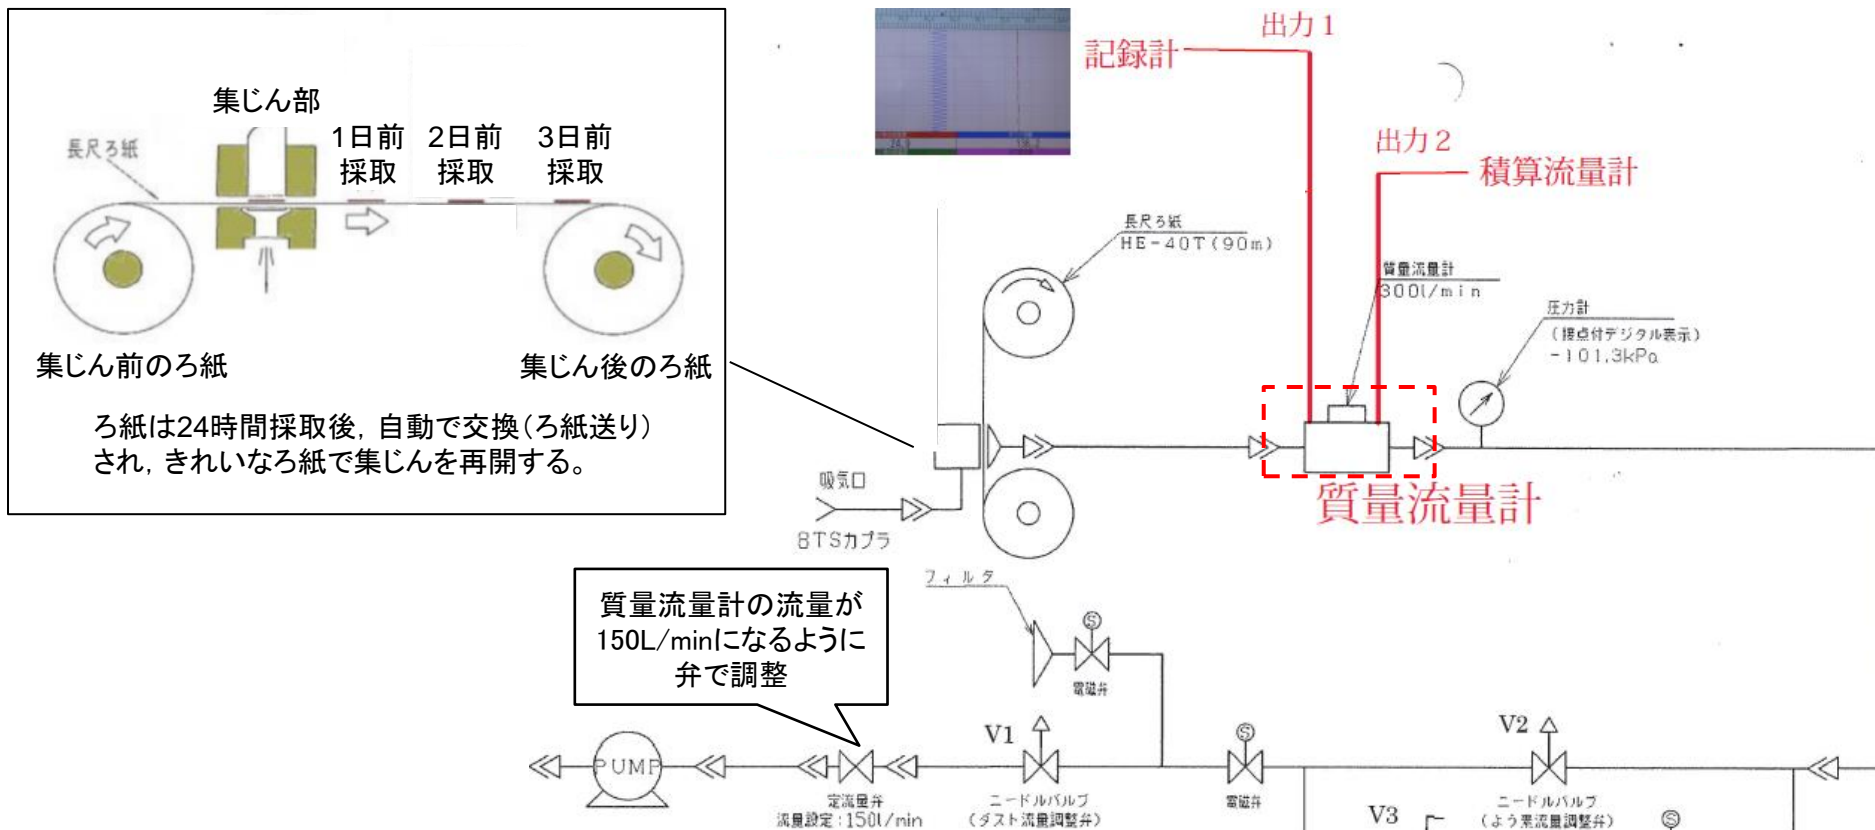 集じん部
長尺ろ紙
1日前
採取
2日前
採取
3日前
採取
集じん前のろ紙
集じん後のろ紙
ろ紙は24時間採取後，自動で交換（ろ紙送り）
され，きれいなろ紙で集じんを再開する。
出力1
記録計
出力2
積算流量計
長尺ろ紙
HE-40T(90m)
質量流量計
300l/min
圧力計
(接点付デジタル表示)
-101.3kPa
質量流量計
吸気口
BTSカプラ
フィルタ
S
電磁弁
質量流量計の流量が
150L/minになるように
弁で調整
PUMP
定流量弁
流量設定:150l/min
V1
ニードルバルブ
(ダスト流量調整弁)
S
電磁弁
V2
ニードルバルブ
(よう素流量調整弁)
V3
S